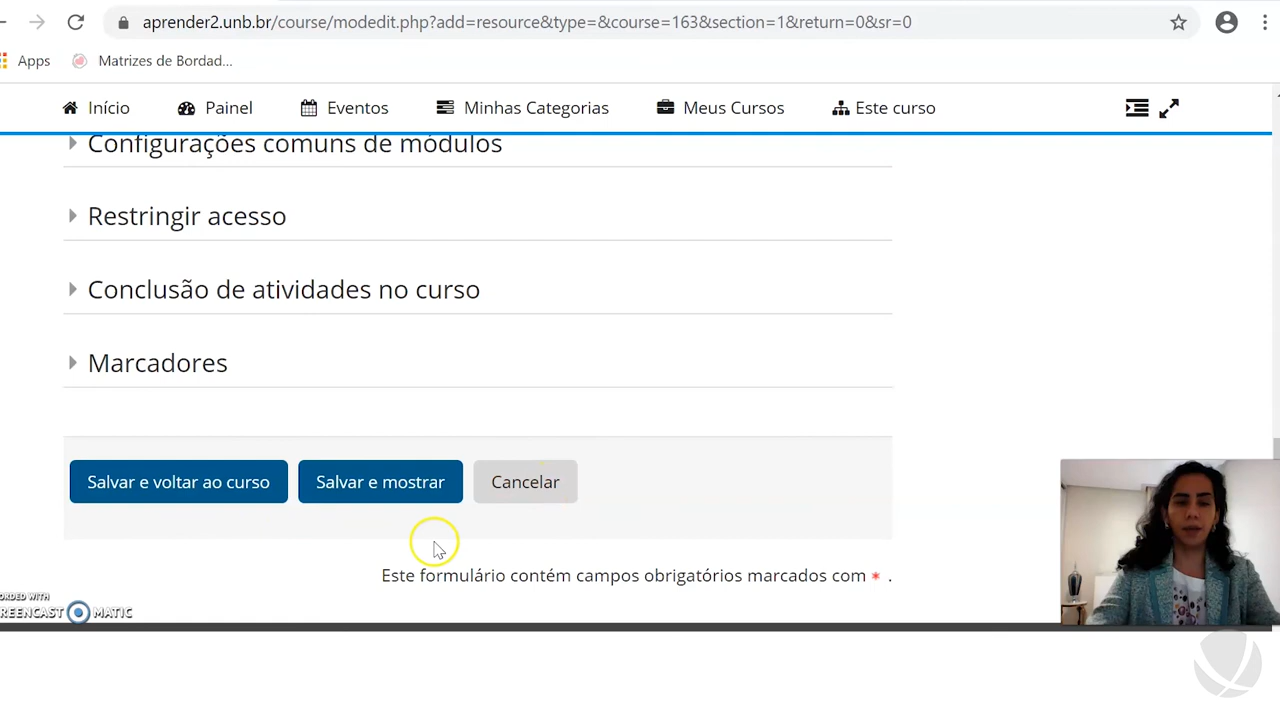 aprender2.unb.br/course/modedit.php?add=resource&type=&course=163&section=1&return=0&sr=0
Apps Matrizes de Bordad...
Início Painel Eventos Minhas Categorias Meus Cursos Este curso
Configurações comuns de módulos
Restringir acesso
Conclusão de atividades no curso
Marcadores
Salvar e voltar ao curso Salvar e mostrar Cancelar
Este formulário contém campos obrigatórios marcados com * .
ORDED WITH
REENCAST MATIC